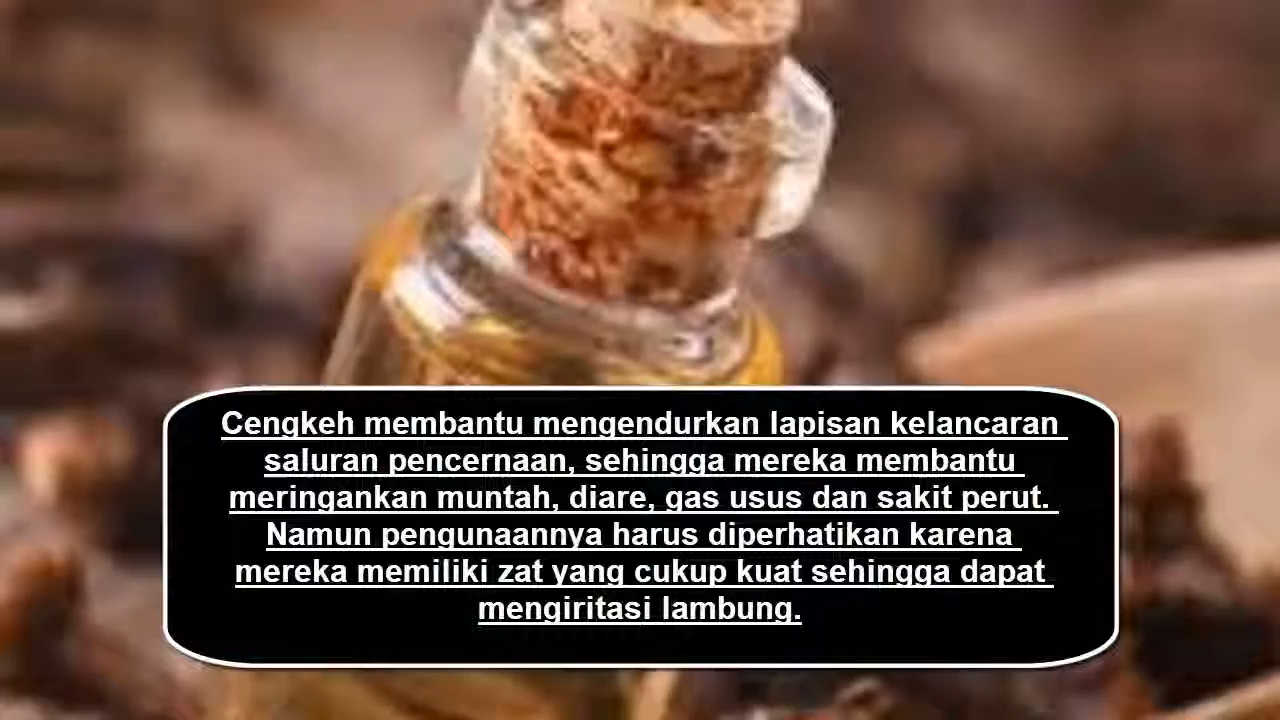 Cengkeh membantu mengendurkan lapisan kelancaran
saluran pencernaan, sehingga mereka membantu
meringankan muntah, diare, gas usus dan sakit perut.
Namun pengunaannya harus diperhatikan karena
mereka memiliki zat yang cukup kuat sehingga dapat
mengiritasi lambung.